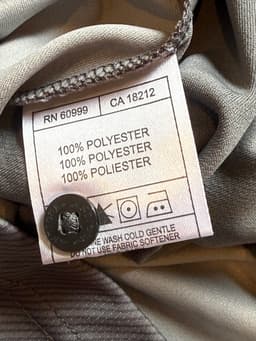 RN 60999 CA 18212
100% POLYESTER
100% POLYESTER
100% POLIESTER
WASH COLD GENTLE
DO NOT USE FABRIC SOFTENER